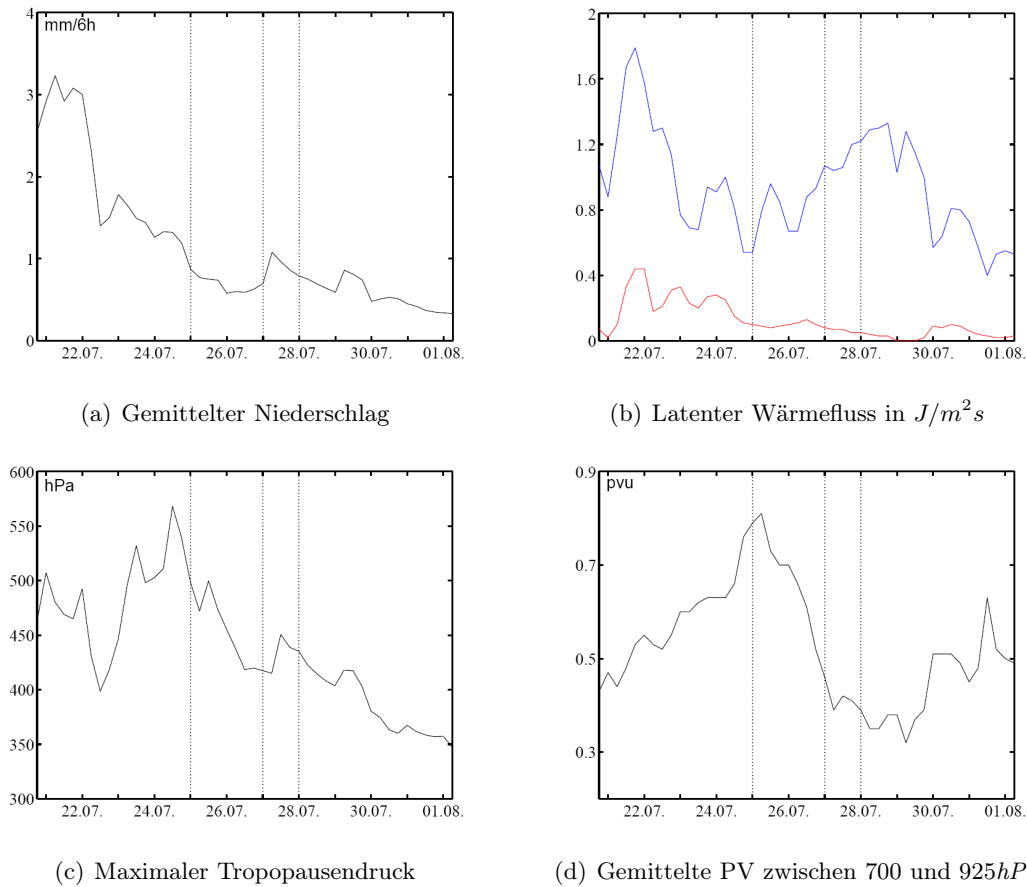 4
mm/6h
3
2
1
0
22.07. 24.07. 26.07. 28.07. 30.07. 01.08.
(a) Gemittelter Niederschlag
2
1.6
1.2
0.8
0.4
0
22.07. 24.07. 26.07. 28.07. 30.07. 01.08.
(b) Latenter Wärmefluss in J/m²s
600
hPa
550
500
450
400
350
300
22.07. 24.07. 26.07. 28.07. 30.07. 01.08.
(c) Maximaler Tropopausendruck
0.9
pvu
0.7
0.5
0.3
22.07. 24.07. 26.07. 28.07. 30.07. 01.08.
(d) Gemittelte PV zwischen 700 und 925hP